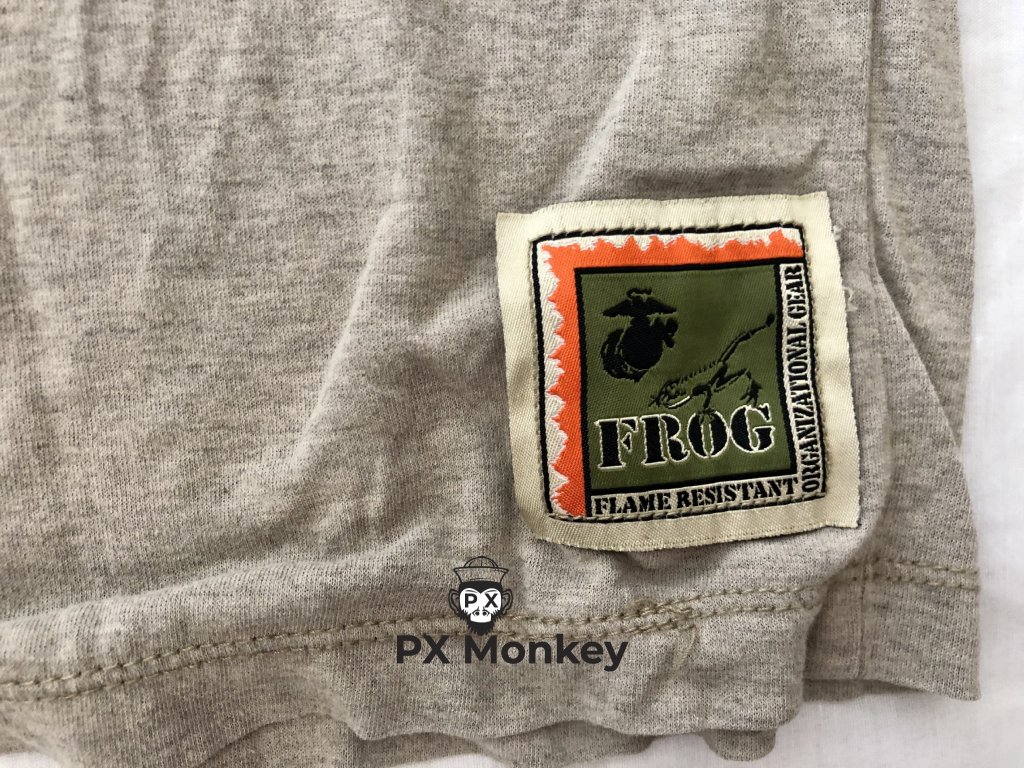 FROG
FLAME RESISTANT
ORGANIZATIONAL GEAR
PX
PX Monkey